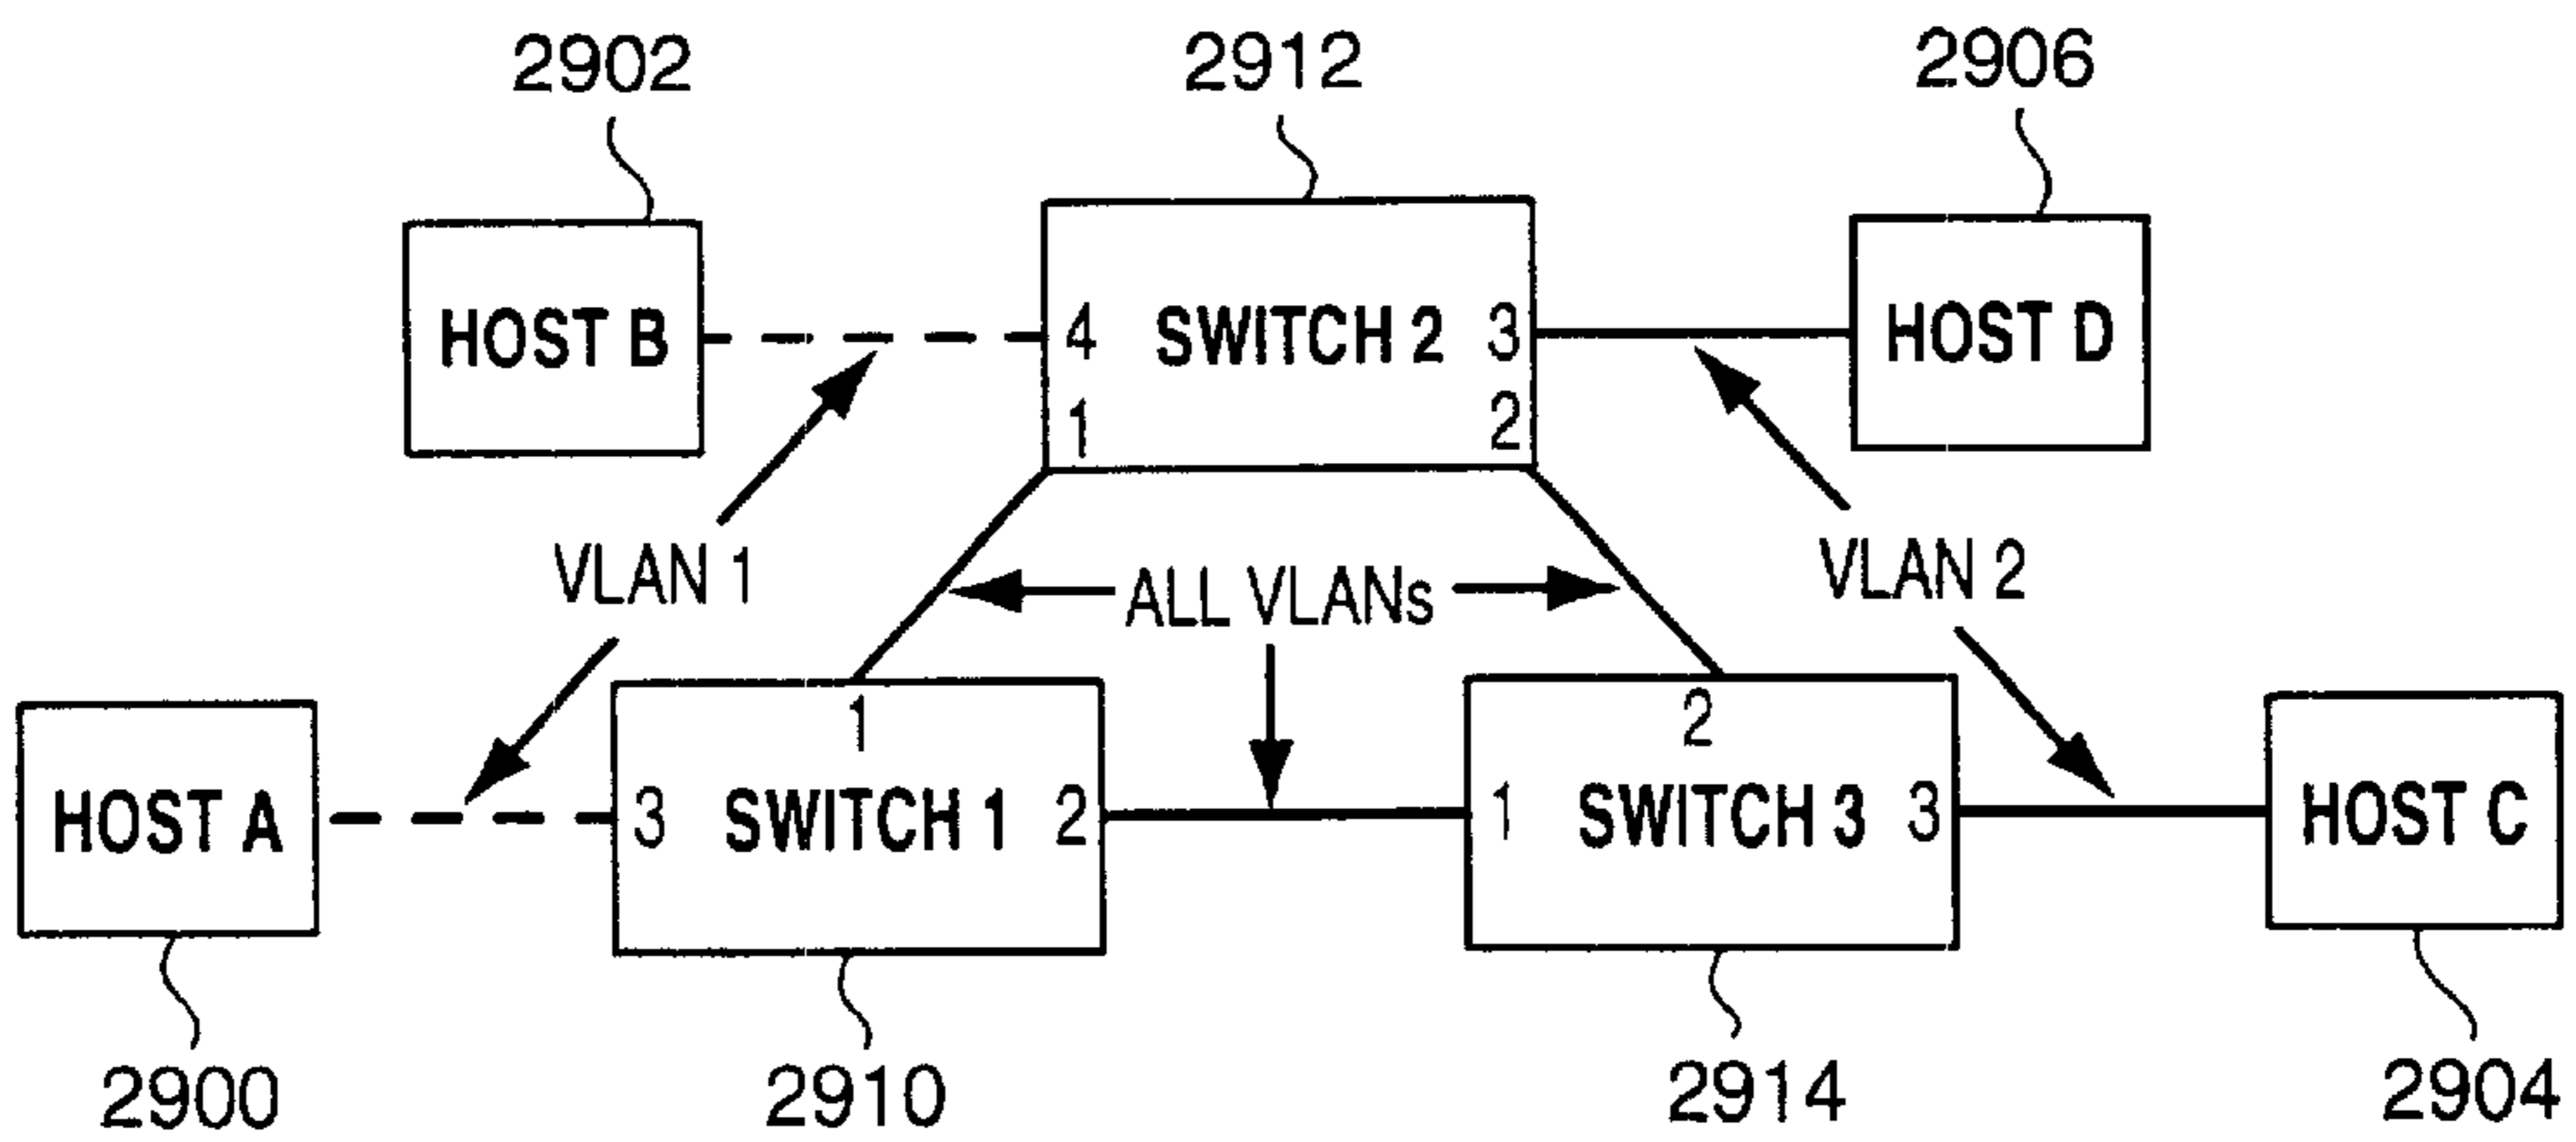 2902
2912
2906
HOST B
4
SWITCH 2
3
HOST D
1
2
VLAN 1
ALL VLANs
VLAN 2
HOST A
3
1
SWITCH 1
2
1
2
SWITCH 3
3
HOST C
2900
2910
2914
2904